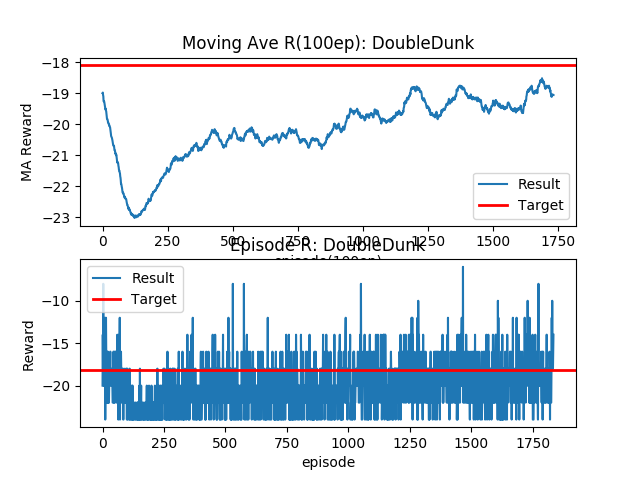 Moving Ave R(100ep): DoubleDunk
MA Reward
−18
−19
−20
−21
−22
−23
Result
Target
0 250 500 750 1000 1250 1500 1750
episode(100ep)
Episode R: DoubleDunk
Reward
−10
−15
−20
Result
Target
0 250 500 750 1000 1250 1500 1750
episode